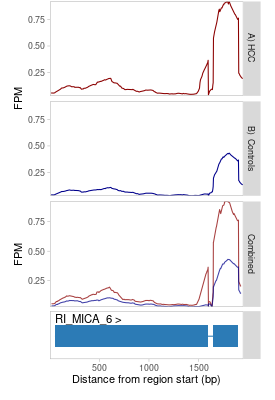 0.75
0.50
0.25
FPM
A) HCC
0.75
0.50
0.25
B) Controls
0.75
0.50
0.25
FPM
Combined
RI_MICA_6 >
500
1000
1500
Distance from region start (bp)